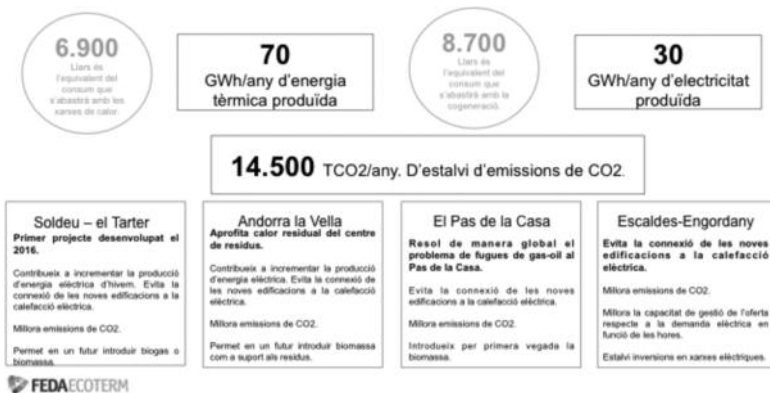 6.900
Llars és
l'equivalent del
consum que
s'abastirà amb les
xarxes de calor.
70
GWh/any d'energia
tèrmica produïda
8.700
Llars és
l'equivalent del
consum que
s'abastirà amb la
cogeneració.
30
GWh/any d'electricitat
produïda
14.500 TCO2/any. D'estalvi d'emissions de CO2.
Soldeu – el Tarter
Primer projecte desenvolupat el
2016.
Contribueix a incrementar la producció
d'energia elèctrica d'hivern. Evita la
connexió de les noves edificacions a la
calefacció elèctrica.
Millora emissions de CO2.
Permet en un futur introduir biogas o
biomassa.
Andorra la Vella
Aprofita calor residual del centre
de residus.
Contribueix a incrementar la producció
d'energia elèctrica. Evita la connexió de
les noves edificacions a la calefacció
elèctrica.
Millora emissions de CO2.
Permet en un futur introduir biomassa
com a suport als residus.
El Pas de la Casa
Resol de manera global el
problema de fugues de gas-oil al
Pas de la Casa.
Evita la connexió de les noves
edificacions a la calefacció elèctrica.
Millora emissions de CO2.
Introdueix per primera vegada la
biomassa.
Escaldes-Engordany
Evita la connexió de les noves
edificacions a la calefacció
elèctrica.
Millora emissions de CO2.
Millora la capacitat de gestió de l'oferta
respecte a la demanda elèctrica en
funció de les hores.
Estalvi inversions en xarxes elèctriques.
FEDAECOTERM